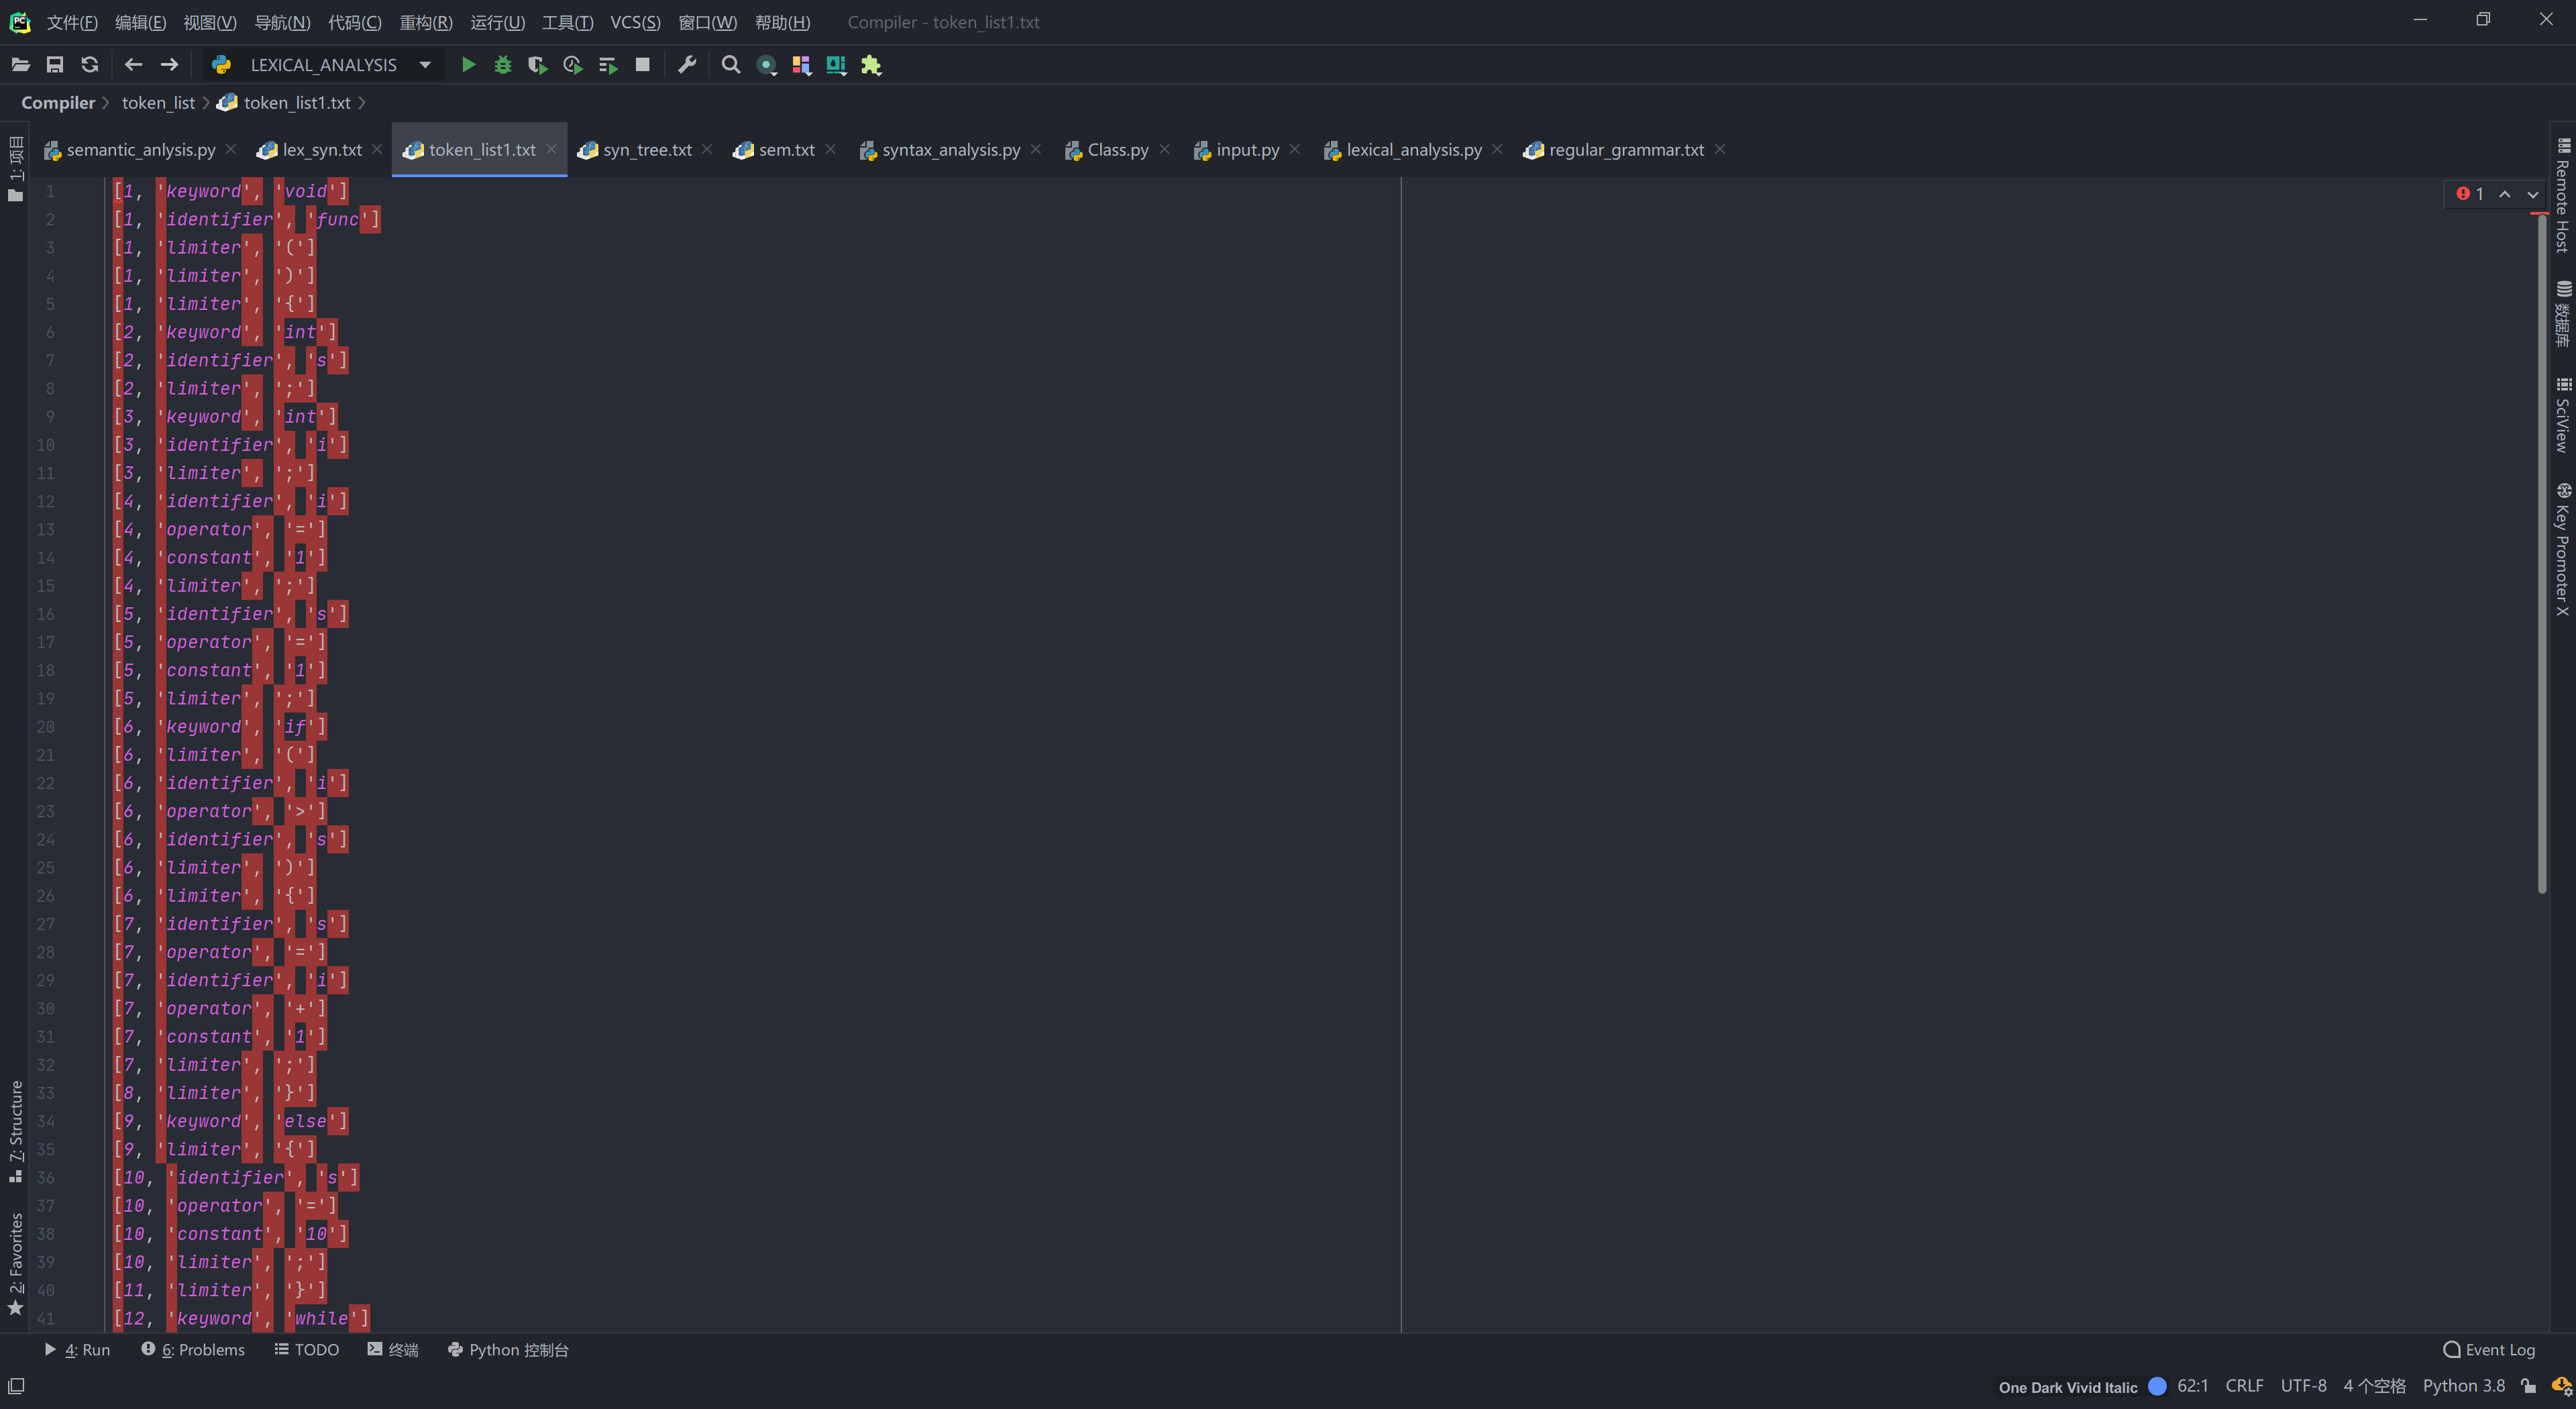 文件(F) 编辑(E) 视图(V) 导航(N) 代码(C) 重构(R) 运行(U) 工具(T) VCS(S) 窗口(W) 帮助(H) Compiler - token_list1.txt
LEXICAL_ANALYSIS
Compiler token_list token_list1.txt
semantic_anlysis.py lex_syn.txt token_list1.txt syn_tree.txt sem.txt syntax_analysis.py Class.py input.py lexical_analysis.py regular_grammar.txt
1: 项目
1 [1, 'keyword', 'void']
2 [1, 'identifier', 'func']
3 [1, 'limiter', '(']
4 [1, 'limiter', ')']
5 [1, 'limiter', '{']
6 [2, 'keyword', 'int']
7 [2, 'identifier', 's']
8 [2, 'limiter', ';']
9 [3, 'keyword', 'int']
10 [3, 'identifier', 'i']
11 [3, 'limiter', ';']
12 [4, 'identifier', 'i']
13 [4, 'operator', '=']
14 [4, 'constant', '1']
15 [4, 'limiter', ';']
16 [5, 'identifier', 's']
17 [5, 'operator', '=']
18 [5, 'constant', '1']
19 [5, 'limiter', ';']
20 [6, 'keyword', 'if']
21 [6, 'limiter', '(']
22 [6, 'identifier', 'i']
23 [6, 'operator', '>']
24 [6, 'identifier', 's']
25 [6, 'limiter', ')']
26 [6, 'limiter', '{']
27 [7, 'identifier', 's']
28 [7, 'operator', '=']
29 [7, 'identifier', 'i']
30 [7, 'operator', '+']
31 [7, 'constant', '1']
32 [7, 'limiter', ';']
33 [8, 'limiter', '}']
34 [9, 'keyword', 'else']
35 [9, 'limiter', '{']
36 [10, 'identifier', 's']
37 [10, 'operator', '=']
38 [10, 'constant', '10']
39 [10, 'limiter', ';']
40 [11, 'limiter', '}']
41 [12, 'keyword', 'while']
7: Structure
2: Favorites
1
Remote Host
数据库
SciView
Key Promoter X
4: Run 6: Problems TODO 终端 Python 控制台 Event Log
One Dark Vivid Italic 62:1 CRLF UTF-8 4 个空格 Python 3.8